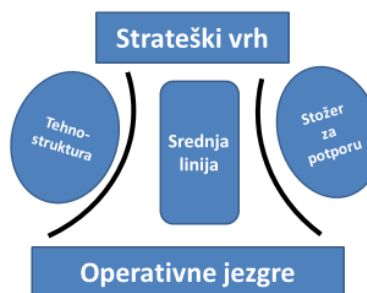 Strateški vrh
Tehno-
struktura
Srednja
linija
Stožer
za
potporu
Operativne jezgre